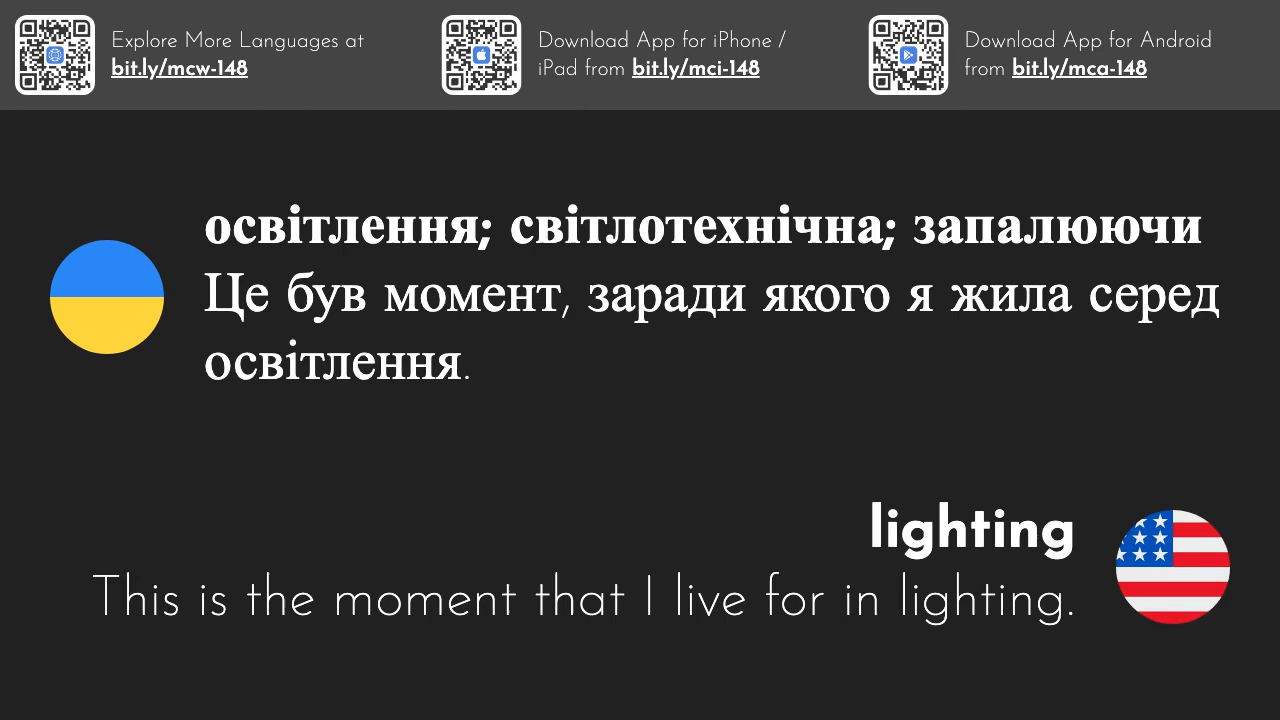 Explore More Languages at
bit.ly/mcw-148
Download App for iPhone /
iPad from bit.ly/mci-148
Download App for Android
from bit.ly/mca-148
освітлення; світлотехнічна; запалюючи
Це був момент, заради якого я жила серед
освітлення.
lighting
This is the moment that I live for in lighting.